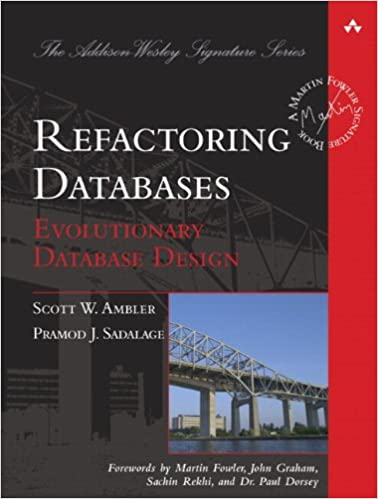 The Addison Wesley Signature Series
A MARTIN FOWLER SIGNATURE BOOK
Martin
REFACTORING
DATABASES
EVOLUTIONARY
DATABASE DESIGN
SCOTT W. AMBLER
PRAMOD J. SADALAGE
Forewords by Martin Fowler, John Graham,
Sachin Rekhi, and Dr. Paul Dorsey